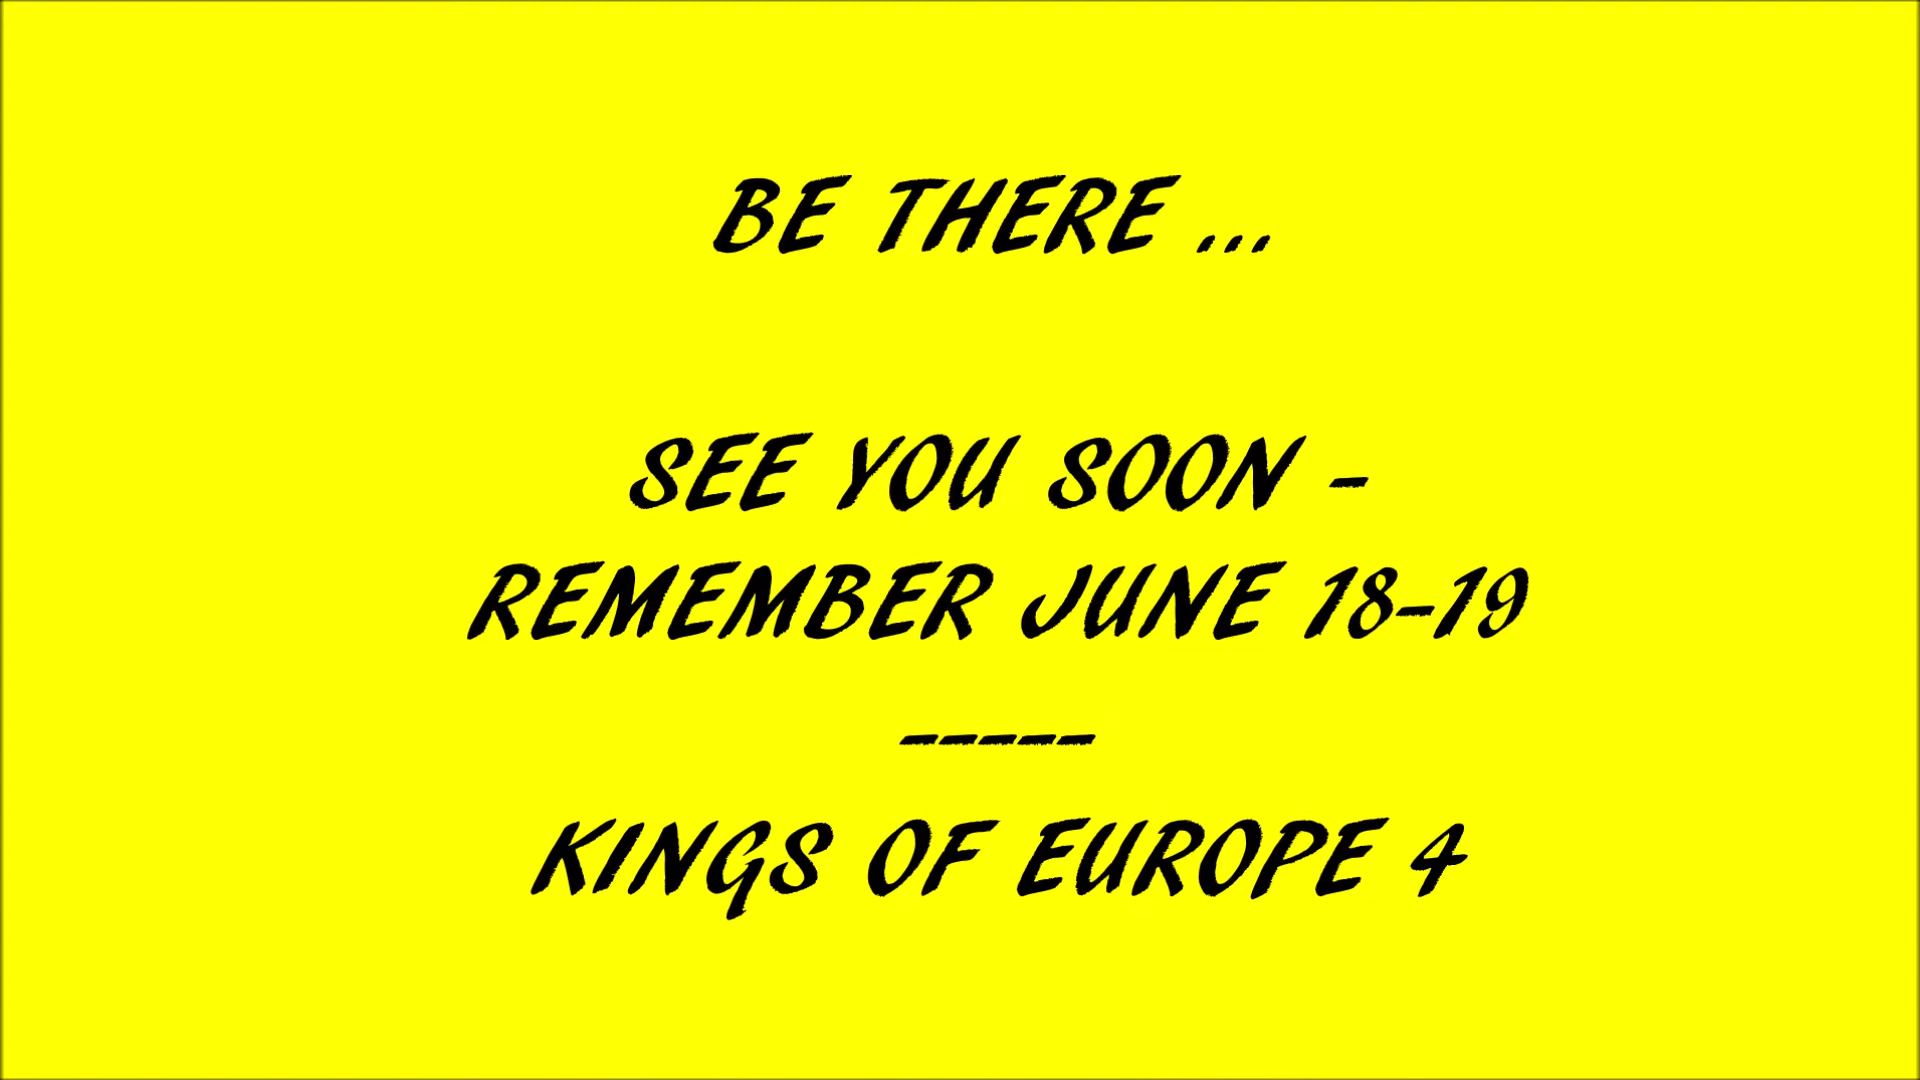 BE THERE ...
SEE YOU SOON -
REMEMBER JUNE 18-19
-----
KINGS OF EUROPE 4